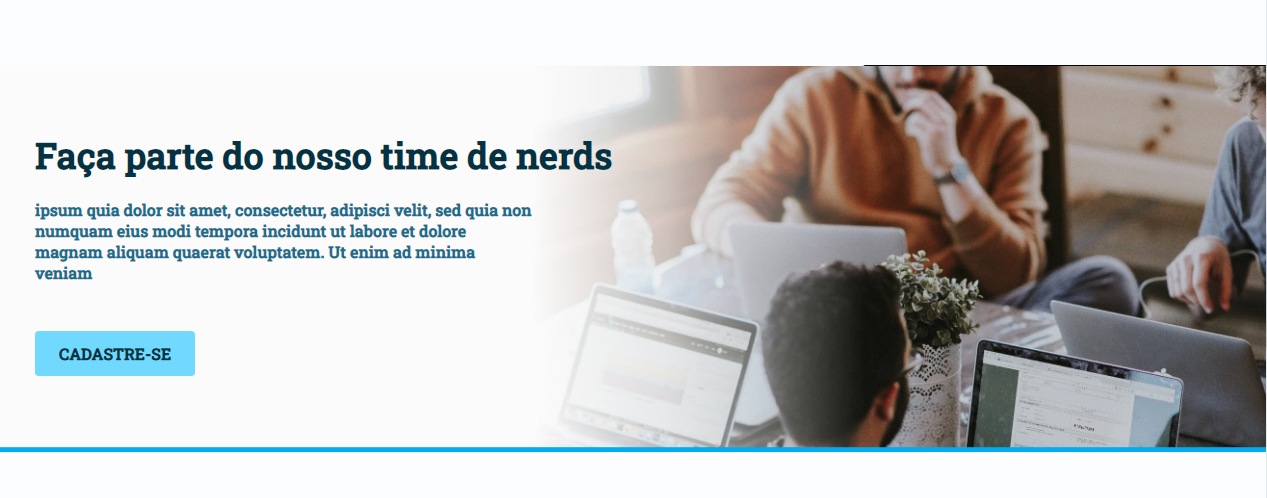 Faça parte do nosso time de nerds
ipsum quia dolor sit amet, consectetur, adipisci velit, sed quia non
numquam eius modi tempora incidunt ut labore et dolore
magnam aliquam quaerat voluptatem. Ut enim ad minima
veniam
CADASTRE-SE